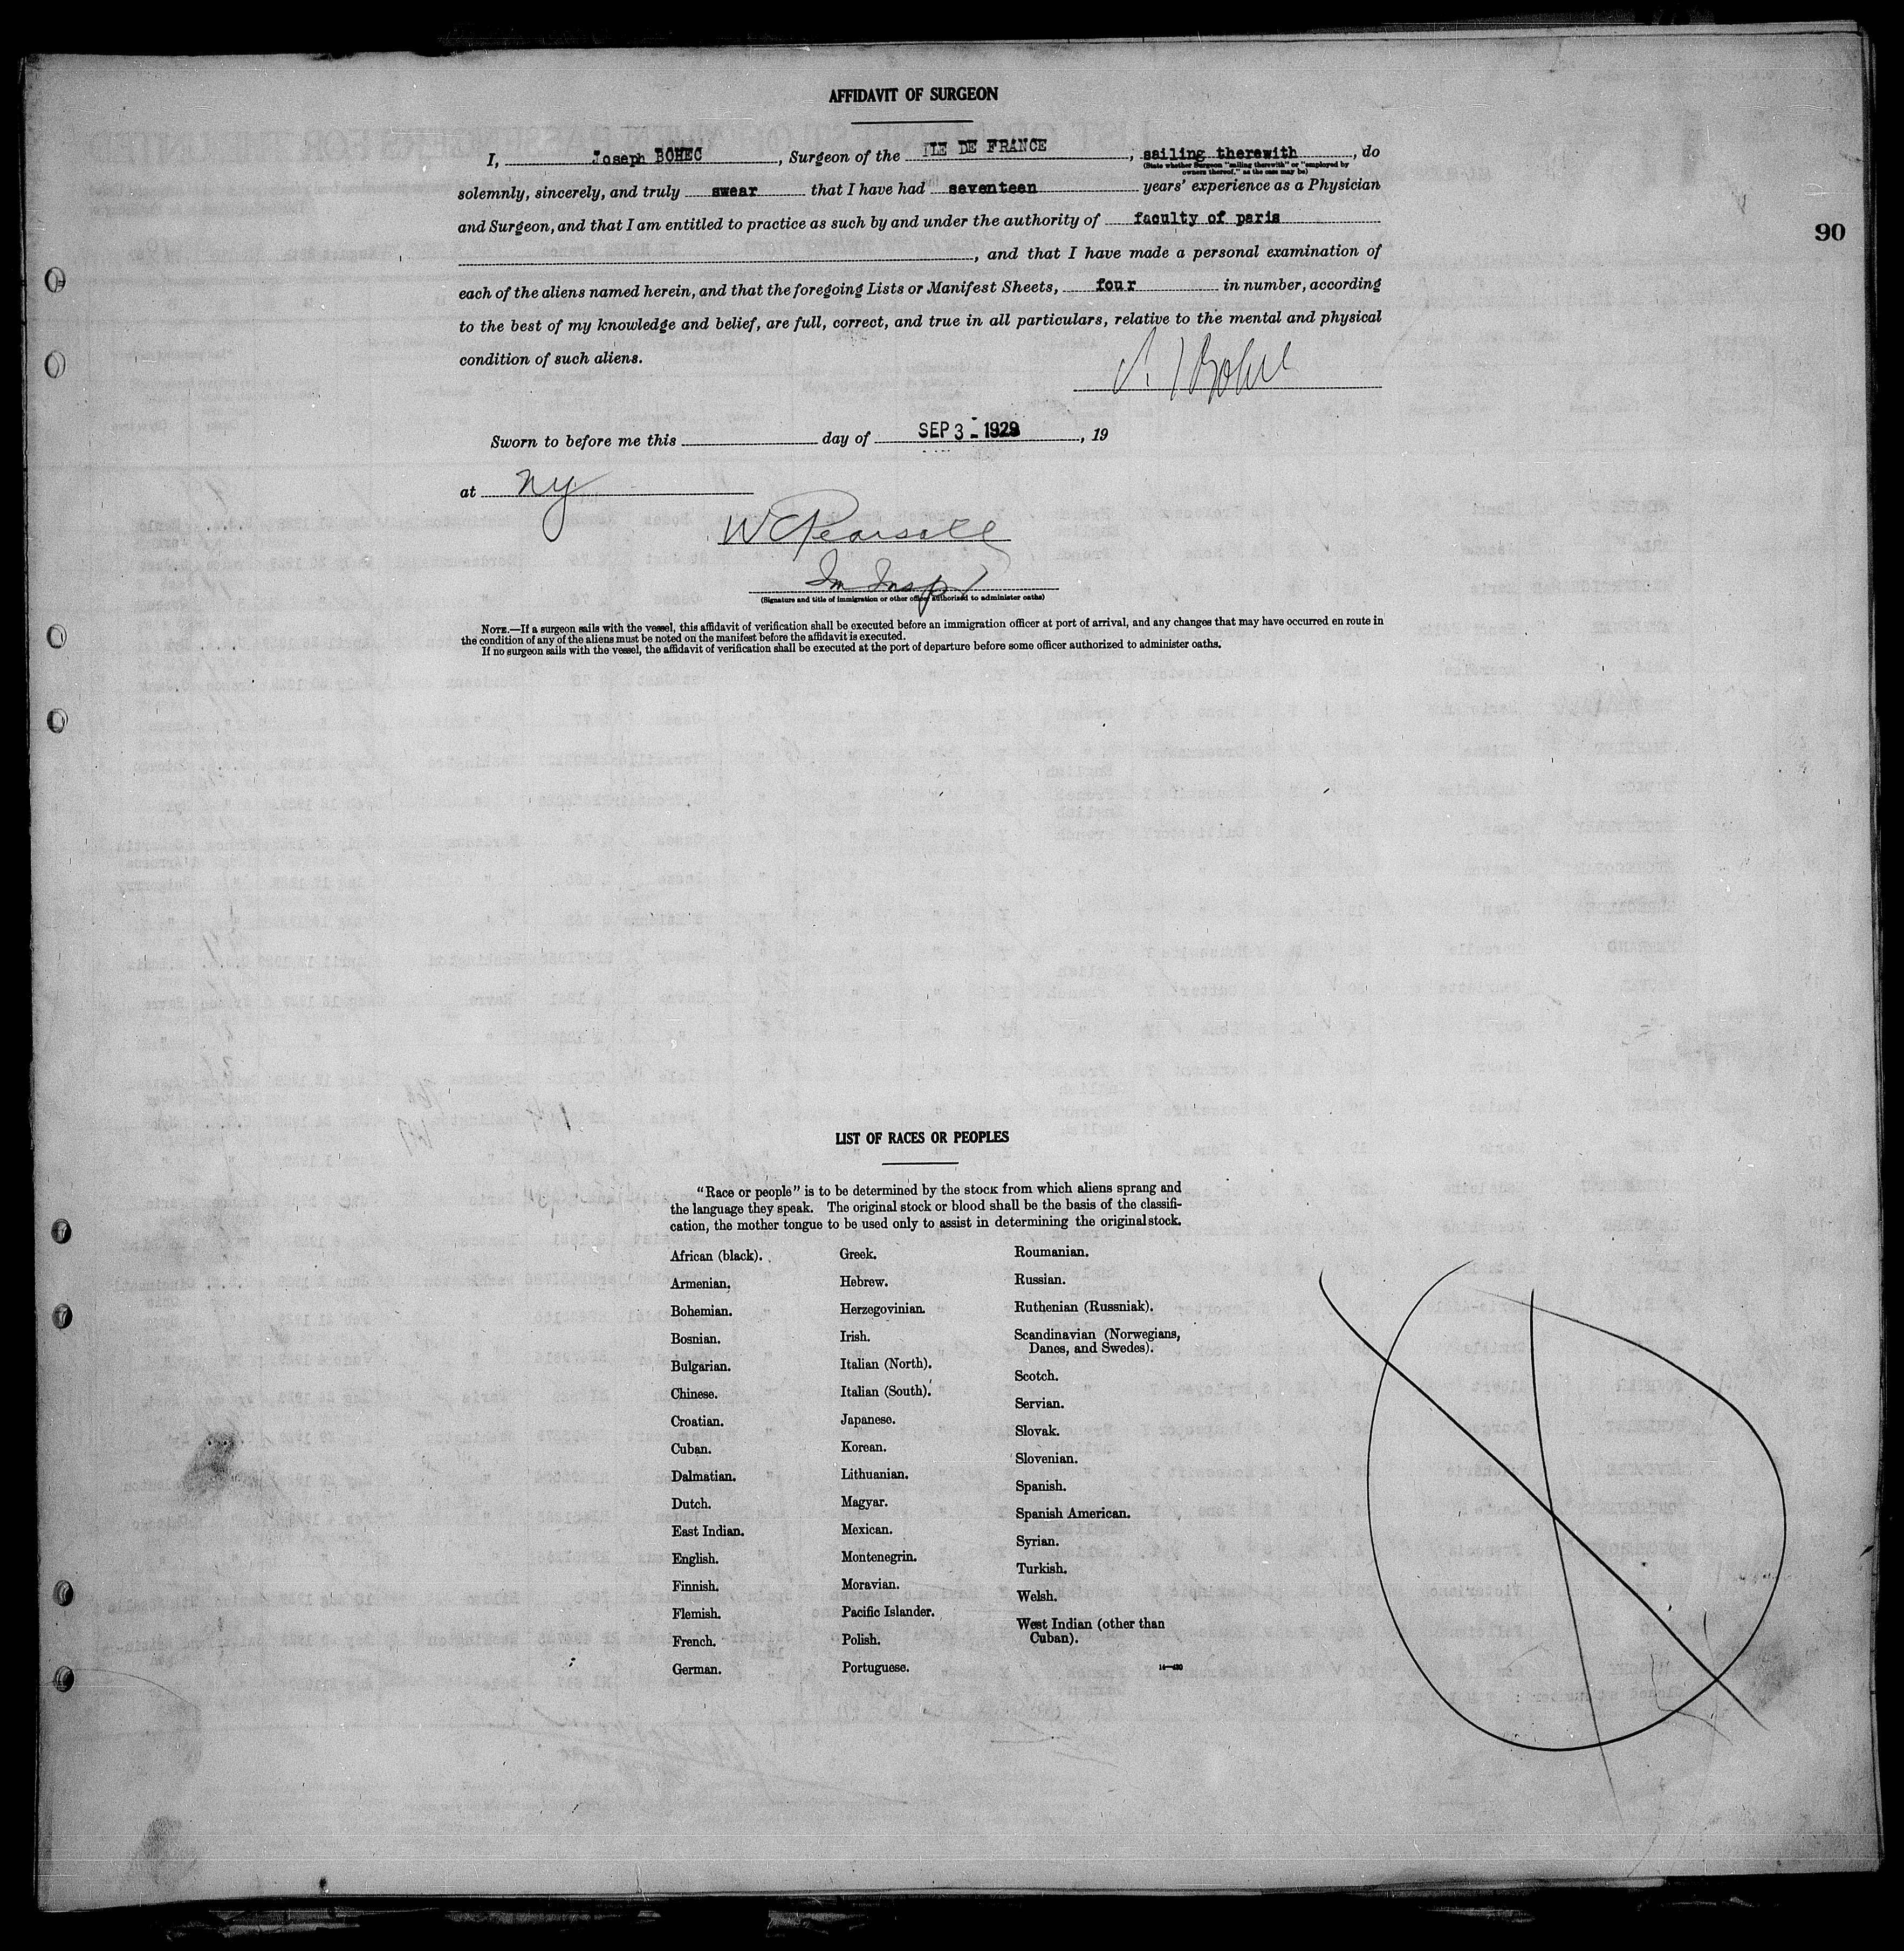 AFFIDAVIT OF SURGEON
I, Joseph BOHEC, Surgeon of the ILE DE FRANCE, sailing therewith, do
(State whether Surgeon "sailing therewith" or "employed by
owners thereof," as the case may be)
solemnly, sincerely, and truly swear that I have had seventeen years' experience as a Physician
and Surgeon, and that I am entitled to practice as such by and under the authority of faculty of paris
, and that I have made a personal examination of
90
each of the aliens named herein, and that the foregoing Lists or Manifest Sheets, four in number, according
to the best of my knowledge and belief, are full, correct, and true in all particulars, relative to the mental and physical
condition of such aliens.
Sworn to before me this day of SEP 3 - 1929, 19
at NY
W C Pearsall
Im Insp
(Signature and title of immigration or other officer authorized to administer oaths)
NOTE.—If a surgeon sails with the vessel, this affidavit of verification shall be executed before an immigration officer at port of arrival, and any changes that may have occurred en route in
the condition of any of the aliens must be noted on the manifest before the affidavit is executed.
If no surgeon sails with the vessel, the affidavit of verification shall be executed at the port of departure before some officer authorized to administer oaths.
LIST OF RACES OR PEOPLES
"Race or people" is to be determined by the stock from which aliens sprang and
the language they speak. The original stock or blood shall be the basis of the classifi-
cation, the mother tongue to be used only to assist in determining the original stock.
African (black).
Armenian.
Bohemian.
Bosnian.
Bulgarian.
Chinese.
Croatian.
Cuban.
Dalmatian.
Dutch.
East Indian.
English.
Finnish.
Flemish.
French.
German.
Greek.
Hebrew.
Herzegovinian.
Irish.
Italian (North).
Italian (South).
Japanese.
Korean.
Lithuanian.
Magyar.
Mexican.
Montenegrin.
Moravian.
Pacific Islander.
Polish.
Portuguese.
Roumanian.
Russian.
Ruthenian (Russniak).
Scandinavian (Norwegians,
Danes, and Swedes).
Scotch.
Servian.
Slovak.
Slovenian.
Spanish.
Spanish American.
Syrian.
Turkish.
Welsh.
West Indian (other than
Cuban).